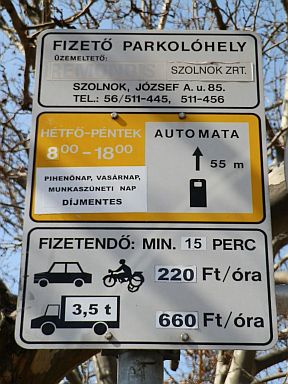 FIZETŐ PARKOLÓHELY
ÜZEMELTETŐ:
REMONDIS SZOLNOK ZRT.
SZOLNOK, JÓZSEF A. u. 85.
TEL.: 56/511-445, 511-456
HÉTFŐ-PÉNTEK
8⁰⁰ - 18⁰⁰
PIHENŐNAP, VASÁRNAP,
MUNKASZÜNETI NAP
DÍJMENTES
AUTOMATA
55 m
FIZETENDŐ: MIN. 15 PERC
220 Ft/óra
3,5 t
660 Ft/óra